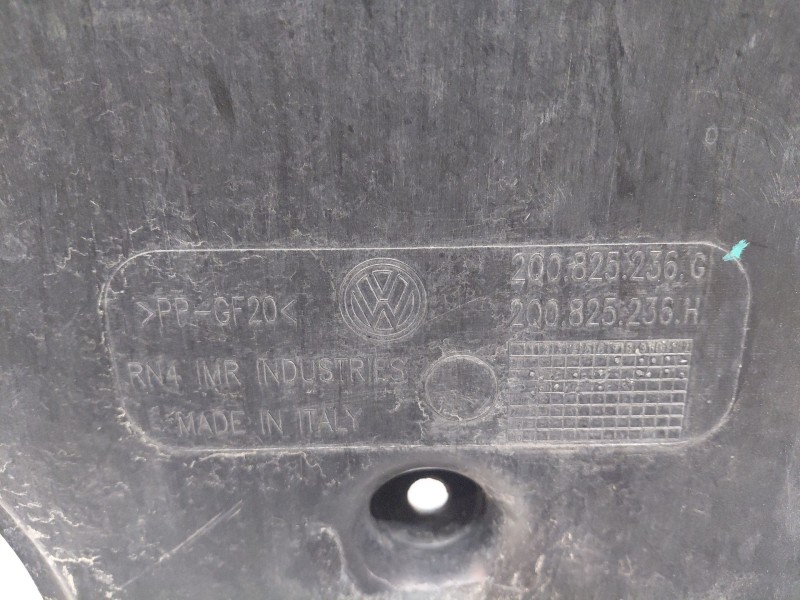 >PP-GF20<
2Q0.825.236.G
2Q0.825.236.H
RN4 IMR INDUSTRIES
MADE IN ITALY